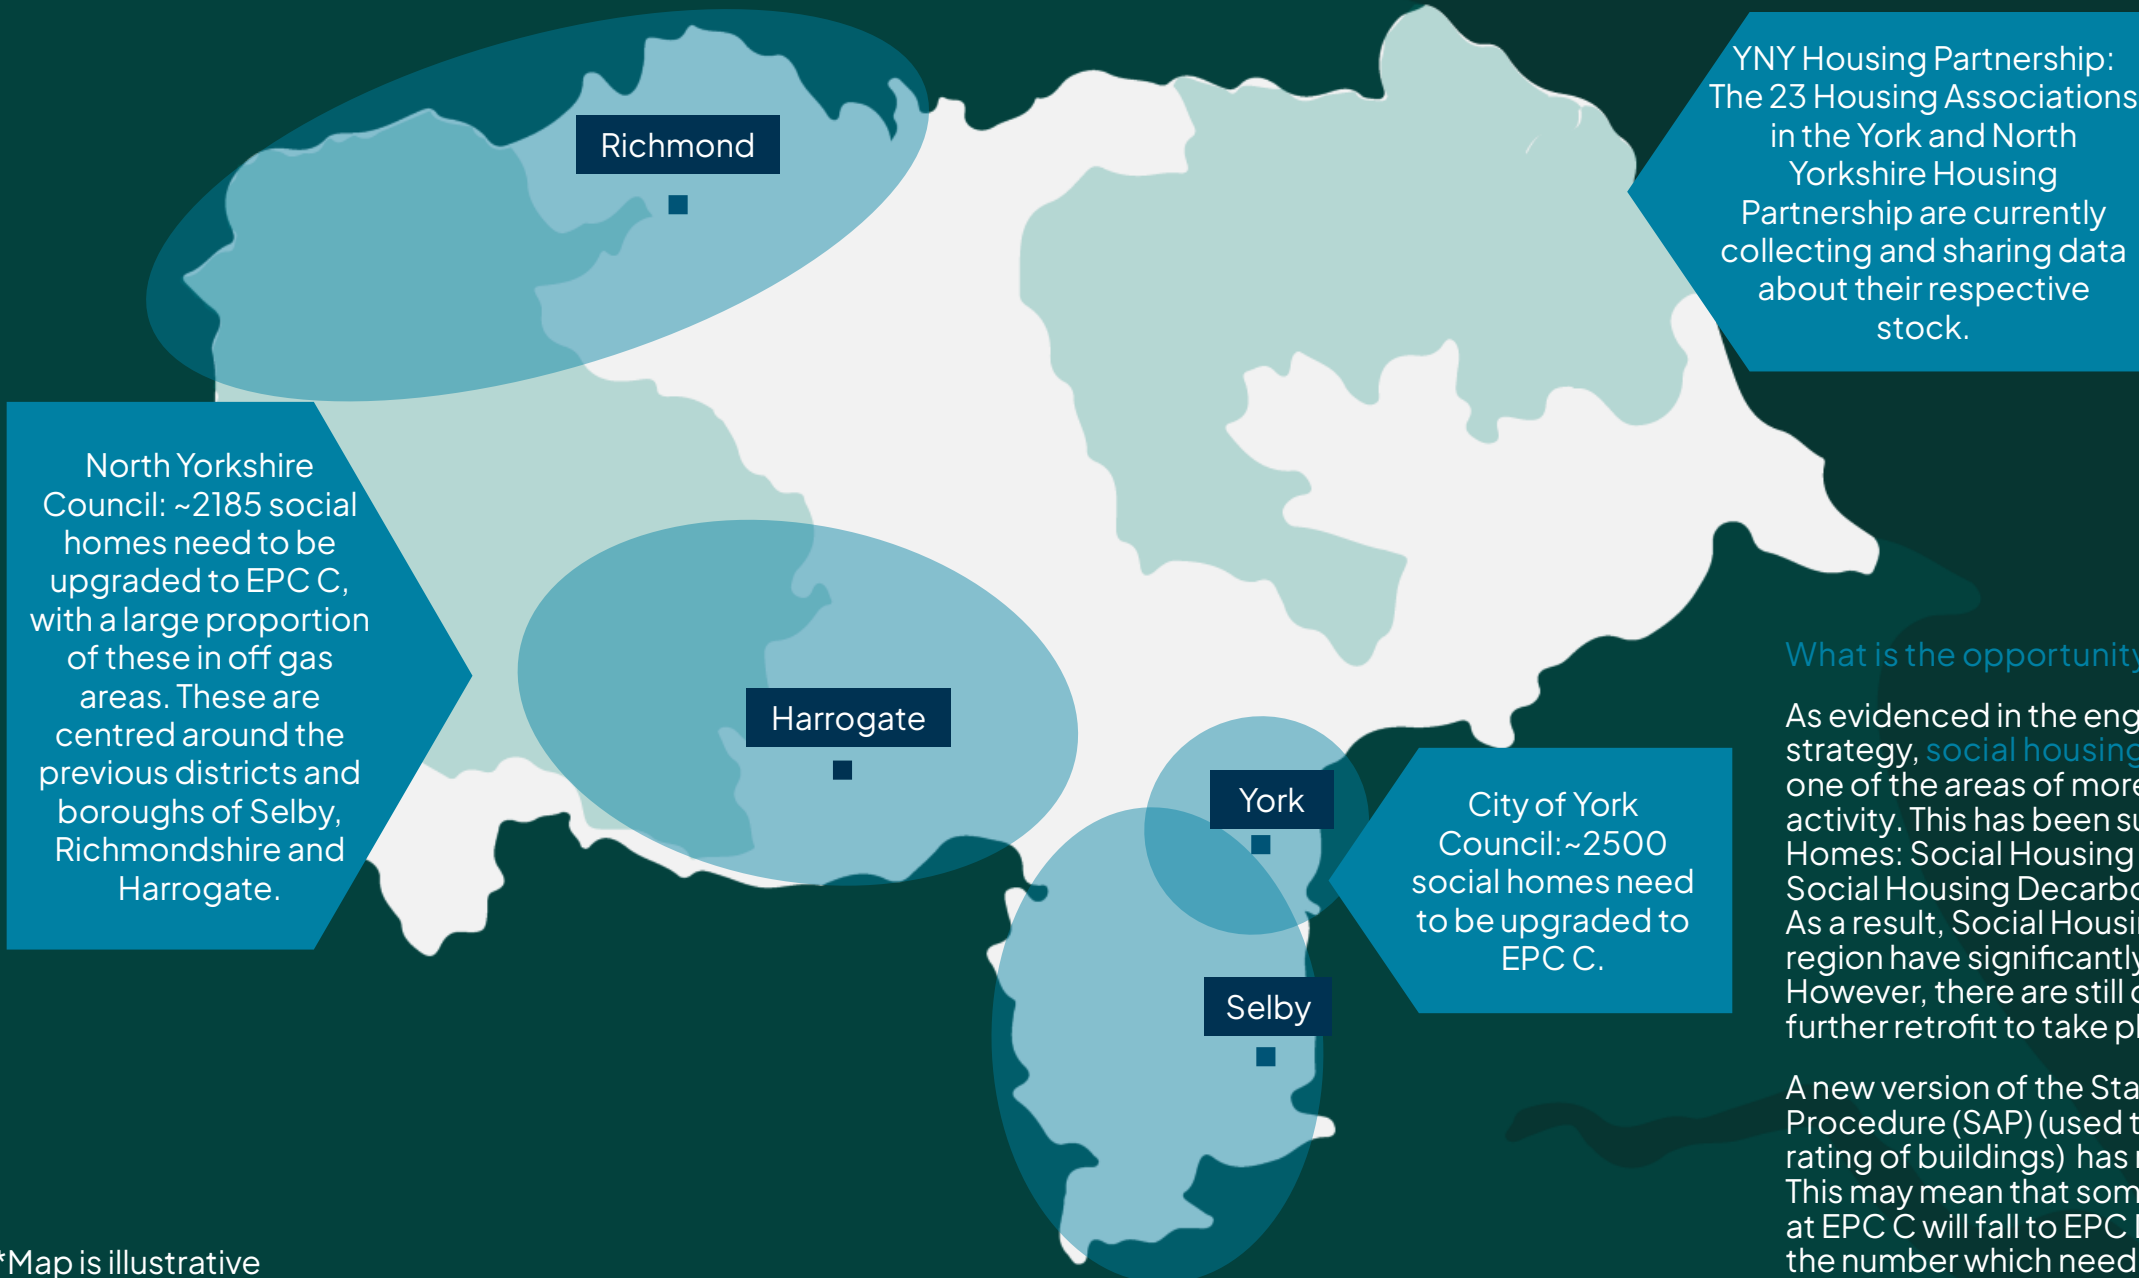 Richmond
YNY Housing Partnership:
The 23 Housing Associations
in the York and North
Yorkshire Housing
Partnership are currently
collecting and sharing data
about their respective
stock.
North Yorkshire
Council: ~2185 social
homes need to be
upgraded to EPC C,
with a large proportion
of these in off gas
areas. These are
centred around the
previous districts and
boroughs of Selby,
Richmondshire and
Harrogate.
Harrogate
York
City of York
Council:~2500
social homes need
to be upgraded to
EPC C.
Selby
What is the opportunity
As evidenced in the
strategy, social housing
one of the areas of more
activity. This has been
Homes: Social Housing
Social Housing
As a result, Social
region have significantly
However, there are still
further retrofit to take
A new version of the
Procedure (SAP) (used
rating of buildings) has
This may mean that
at EPC C will fall to EPC
the number which need
*Map is illustrative